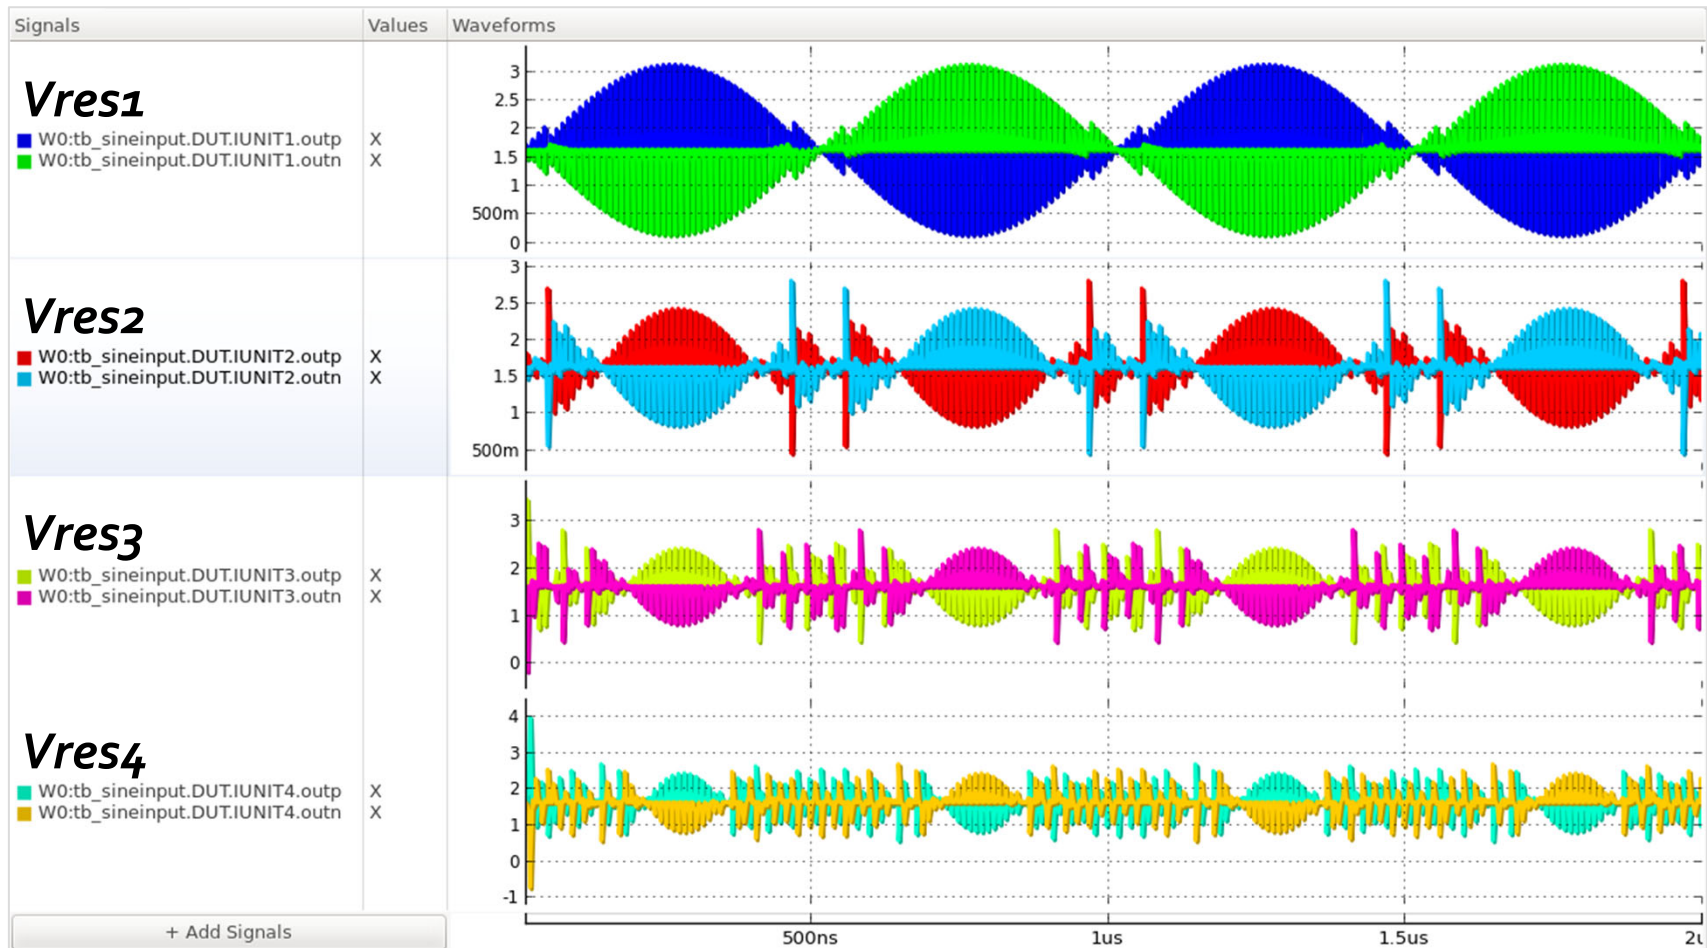 Signals Values Waveforms
Vres1
W0:tb_sineinput.DUT.IUNIT1.outp X
W0:tb_sineinput.DUT.IUNIT1.outn X
3
2.5
2
1.5
1
500m
0
Vres2
W0:tb_sineinput.DUT.IUNIT2.outp X
W0:tb_sineinput.DUT.IUNIT2.outn X
3
2.5
2
1.5
1
500m
Vres3
W0:tb_sineinput.DUT.IUNIT3.outp X
W0:tb_sineinput.DUT.IUNIT3.outn X
3
2
1
0
Vres4
W0:tb_sineinput.DUT.IUNIT4.outp X
W0:tb_sineinput.DUT.IUNIT4.outn X
4
3
2
1
0
-1
+ Add Signals
500ns 1us 1.5us